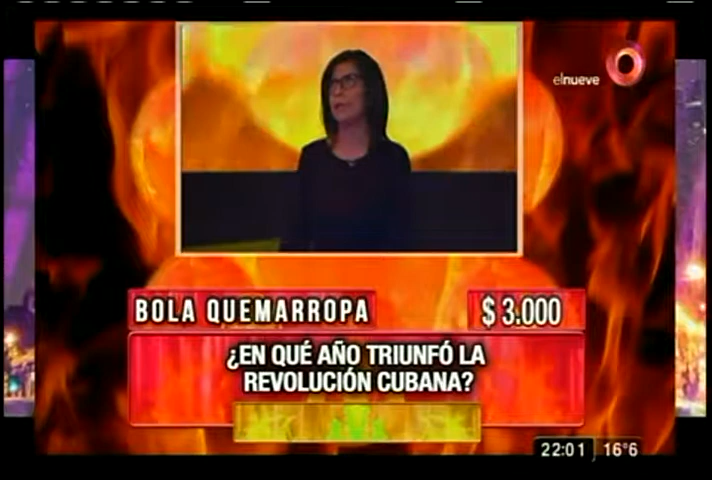 elnueve
BOLA QUEMARROPA
$ 3.000
¿EN QUÉ AÑO TRIUNFÓ LA
REVOLUCIÓN CUBANA?
22:01 16°6